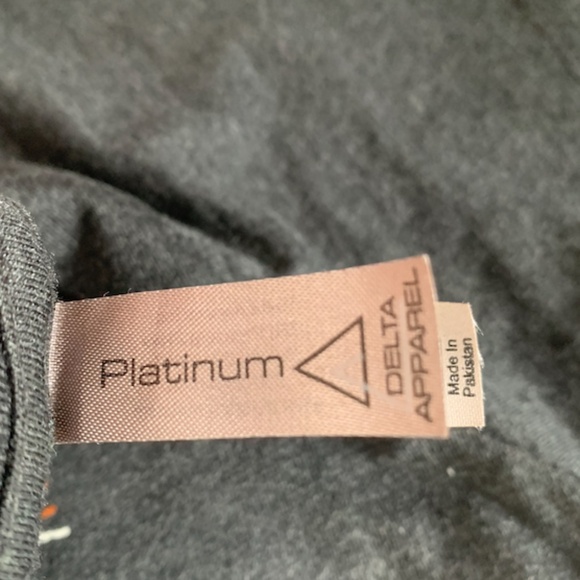 Platinum
DELTA
APPAREL
Made In
Pakistan